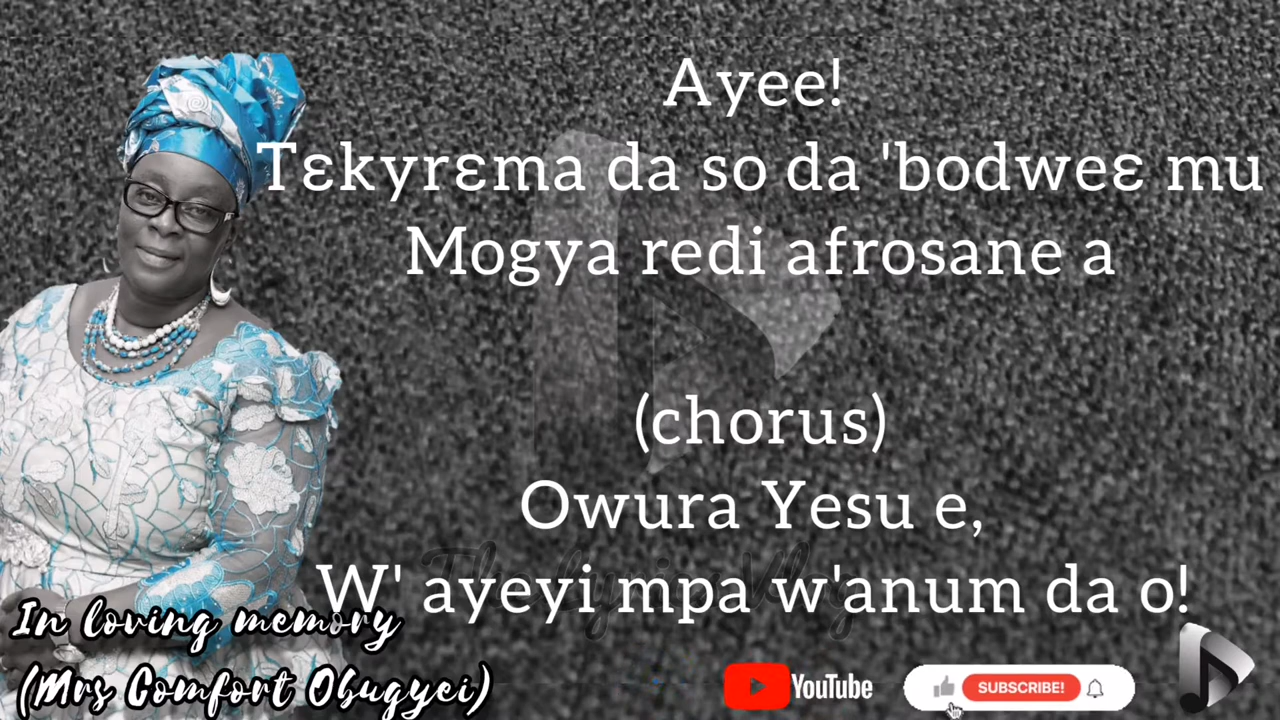 Ayee!
Tɛkyrɛma da so da 'bodweɛ mu
Mogya redi afrosane a
(chorus)
Owura Yesu e,
W' ayeyi mpa w'anum da o!
In loving memory
(Mrs Comfort Obugyei)
YouTube
SUBSCRIBE!